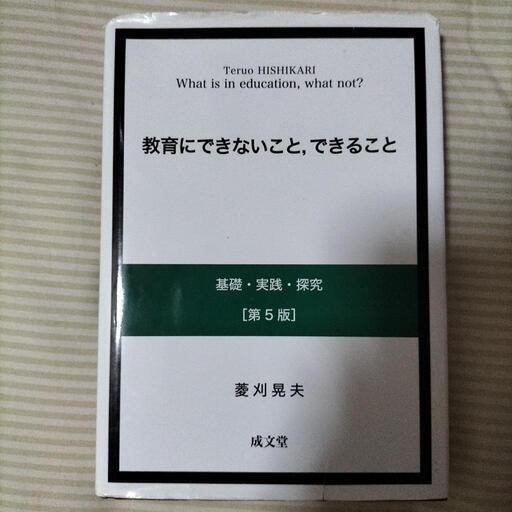 Teruo HISHIKARI
What is in education, what not?
教育にできないこと,できること
基礎・実践・探究
［第5版］
菱刈晃夫
成文堂